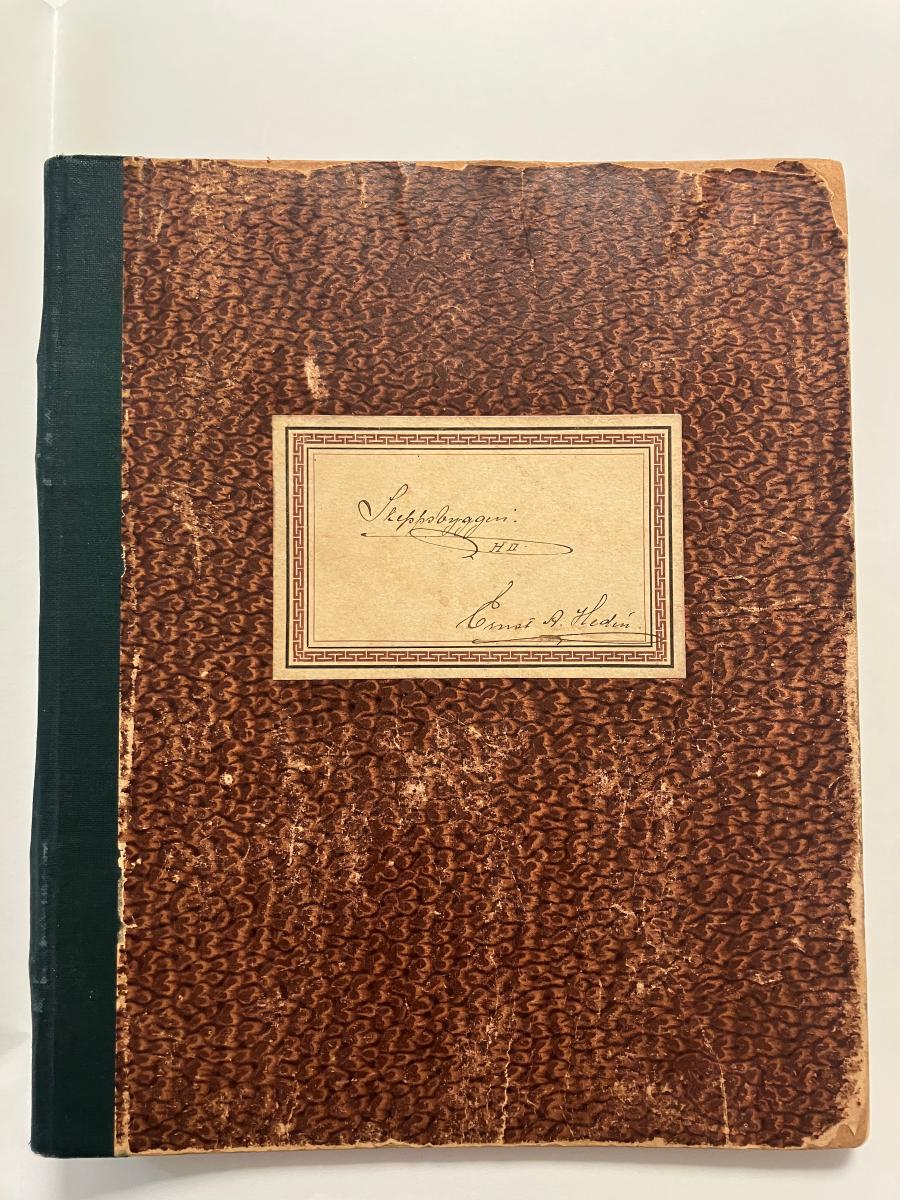 Skeppsbyggeri.
H II.
Ernst A. Hedén.